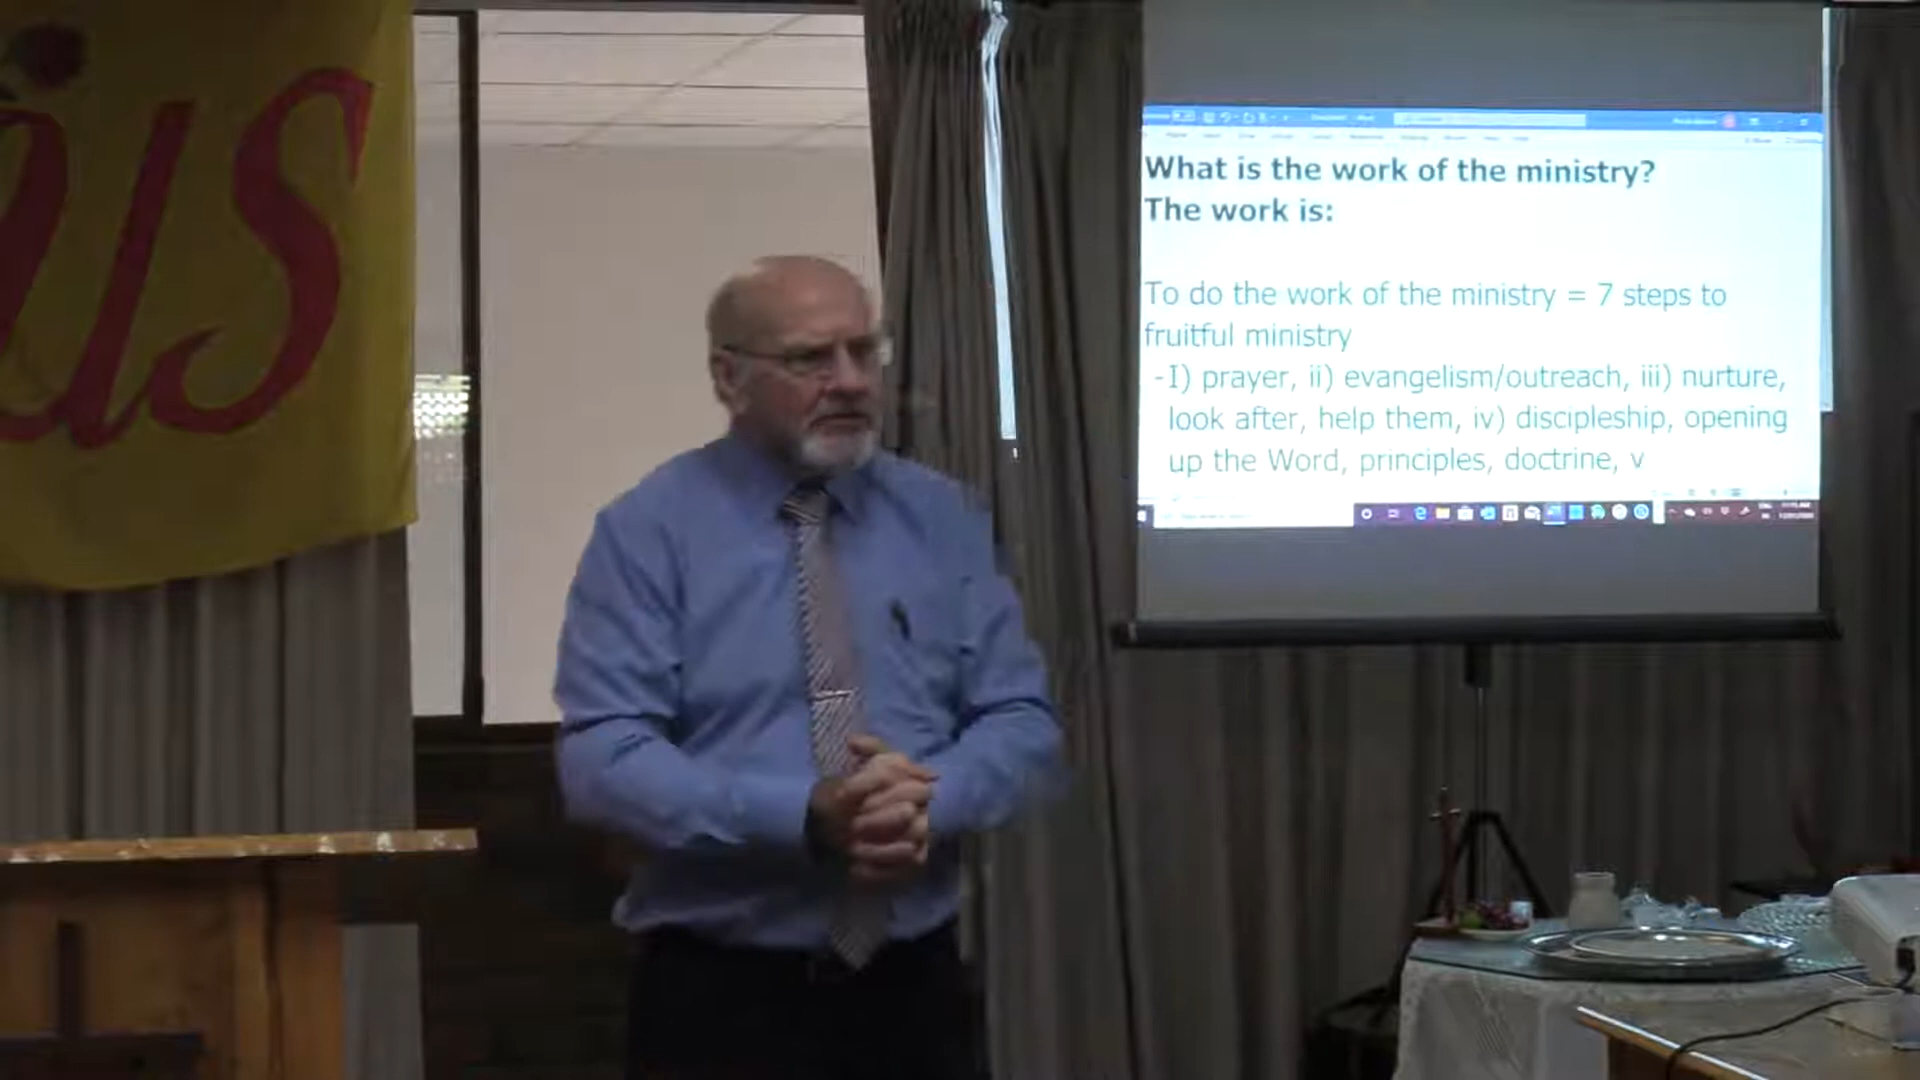 us
What is the work of the ministry?
The work is:
To do the work of the ministry = 7 steps to
fruitful ministry
-I) prayer, ii) evangelism/outreach, iii) nurture,
look after, help them, iv) discipleship, opening
up the Word, principles, doctrine, v